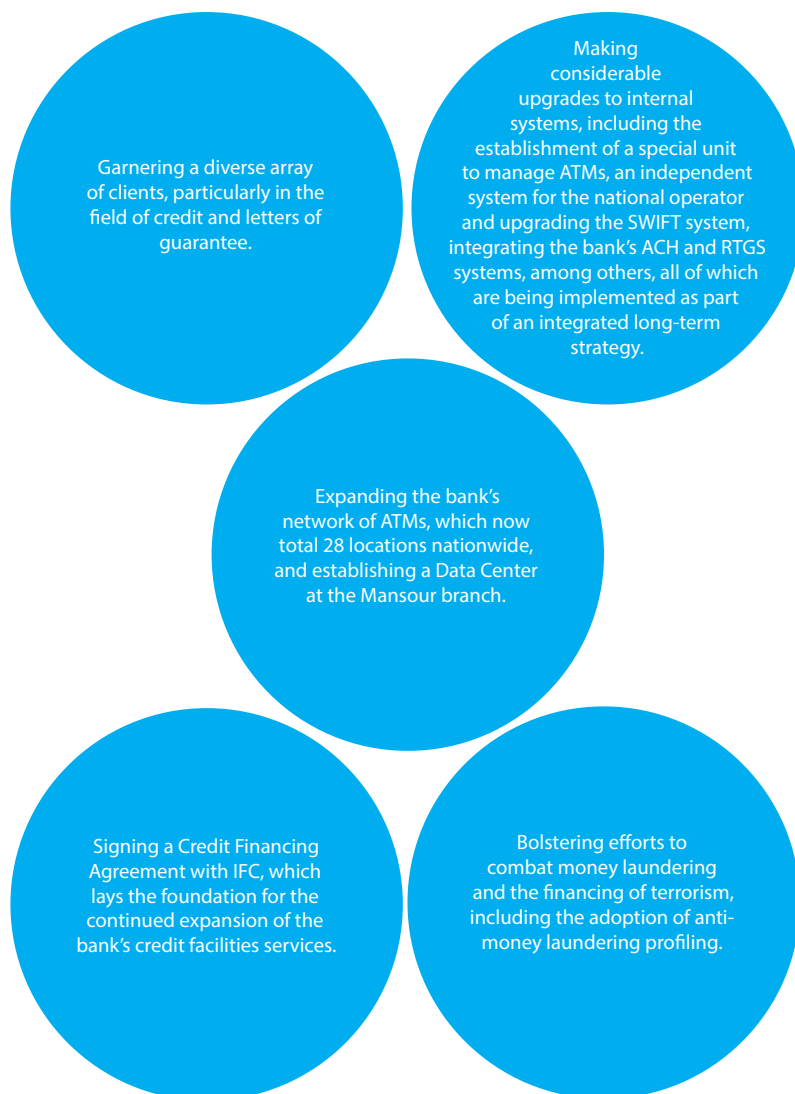 Garnering a diverse array
of clients, particularly in the
field of credit and letters of
guarantee.
Making
considerable
upgrades to internal
systems, including the
establishment of a special unit
to manage ATMs, an independent
system for the national operator
and upgrading the SWIFT system,
integrating the bank’s ACH and RTGS
systems, among others, all of which
are being implemented as part
of an integrated long-term
strategy.
Expanding the bank’s
network of ATMs, which now
total 28 locations nationwide,
and establishing a Data Center
at the Mansour branch.
Signing a Credit Financing
Agreement with IFC, which
lays the foundation for the
continued expansion of the
bank’s credit facilities services.
Bolstering efforts to
combat money laundering
and the financing of terrorism,
including the adoption of anti-
money laundering profiling.